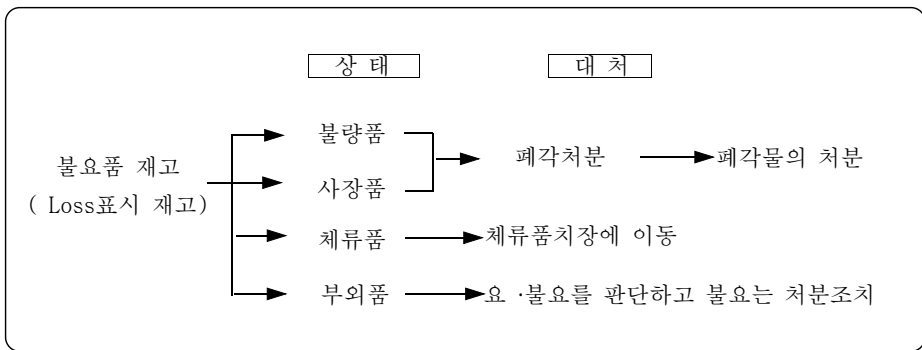 상 태
대 처
불량품
불요품 재고
폐각처분
폐각물의 처분
사장품
( Loss표시 재고)
체류품
체류품치장에 이동
부외품
요 ·불요를 판단하고 불요는 처분조치